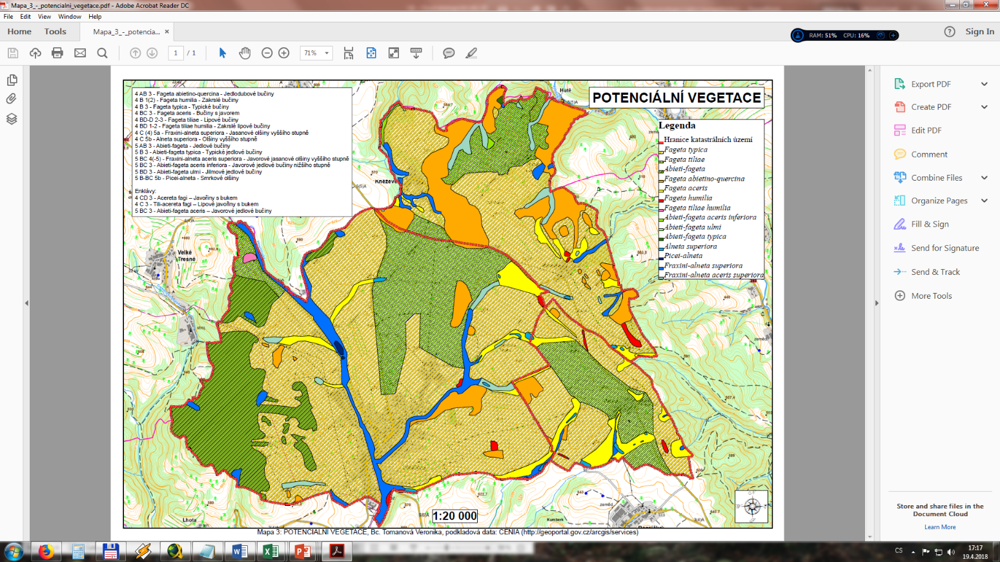 Mapa_3_-_potencialni_vegetace.pdf - Adobe Acrobat Reader DC
File Edit View Window Help
Home Tools Mapa_3_-_potencia... ×
RAM: 51% CPU: 16%
Sign In
1 / 1
71%
4 AB 3 - Fageta abietino-quercina - Jedlodubové bučiny
4 B 1(2) - Fageta humilia - Zakrslé bučiny
4 B 3 - Fageta typica - Typické bučiny
4 BC 3 - Fageta aceris - Bučiny s javorem
4 BD-D 2-3 - Fageta tiliae - Lipové bučiny
4 BD 1-2 - Fageta tiliae humilia - Zakrslé lipové bučiny
4 C (4) 5a - Fraxini-alneta superiora - Jasanové olšiny vyššího stupně
4 C 5b - Alneta superiora - Olšiny vyššího stupně
5 AB 3 - Abieti-fageta - Jedlové bučiny
5 B 3 - Abieti-fageta typica - Typické jedlové bučiny
5 BC 4(-5) - Fraxini-alneta aceris superiora - Javorové jasanové olšiny vyššího stupně
5 BC 3 - Abieti-fageta aceris inferiora - Javorové jedlové bučiny nižšího stupně
5 BD 3 - Abieti-fageta ulmi - Jilmové jedlové bučiny
5 B-BC 5b - Picei-alneta - Smrkové olšiny
Enklávy:
4 CD 3 - Acereta fagi – Javořiny s bukem
4 C 3 - Tili-acereta fagi – Lipové javořiny s bukem
5 BC 3 - Abieti-fageta aceris – Javorové jedlové bučiny
POTENCIÁLNÍ VEGETACE
Legenda
Hranice katastrálních území
Fageta typica
Fageta tiliae
Abieti-fageta
Fageta abietino-quercina
Fageta aceris
Fageta humilia
Fageta tiliae humilia
Abieti-fageta aceris inferiora
Abieti-fageta ulmi
Abieti-fageta typica
Alneta superiora
Picei-alneta
Fraxini-alneta superiora
Fraxini-alneta aceris superiora
Hutě
Kněževe
Velké
Tresné
Lhota
Kumberk
zaměd.
1:20 000
Mapa 3: POTENCIÁLNÍ VEGETACE, Bc. Tomanová Veronika, podkladová data: CENIA (http://geoportal.gov.cz/arcgis/services)
Export PDF
Create PDF
Edit PDF
Comment
Combine Files
Organize Pages
Fill & Sign
Send for Signature
Send & Track
More Tools
Store and share files in the
Document Cloud
Learn More
CS
17:17
19.4.2018